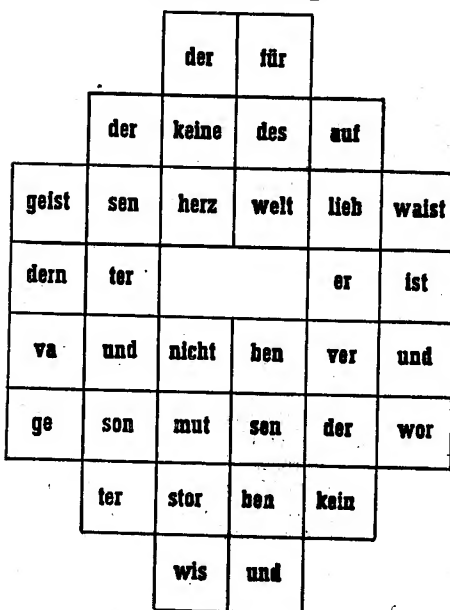 der für
der keine des auf
geist sen herz welt lieb waist
dern ter er ist
va und nicht ben ver und
ge son mut sen der wor
ter stor ben kein
wis und